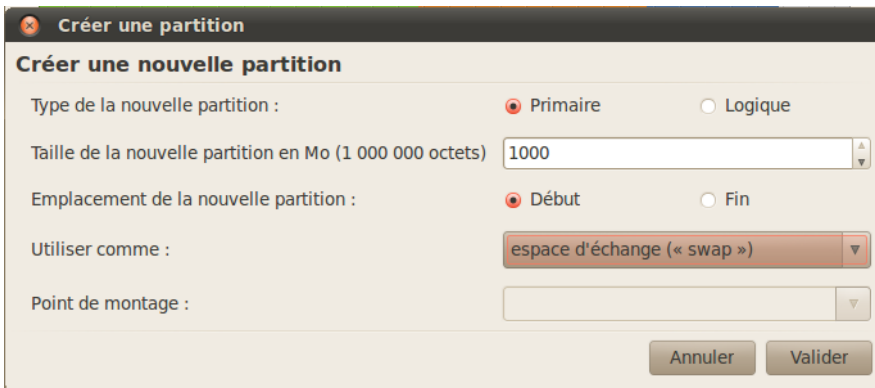 Créer une partition
Créer une nouvelle partition
Type de la nouvelle partition : Primaire Logique
Taille de la nouvelle partition en Mo (1 000 000 octets) 1000
Emplacement de la nouvelle partition : Début Fin
Utiliser comme : espace d'échange (« swap »)
Point de montage :
Annuler Valider